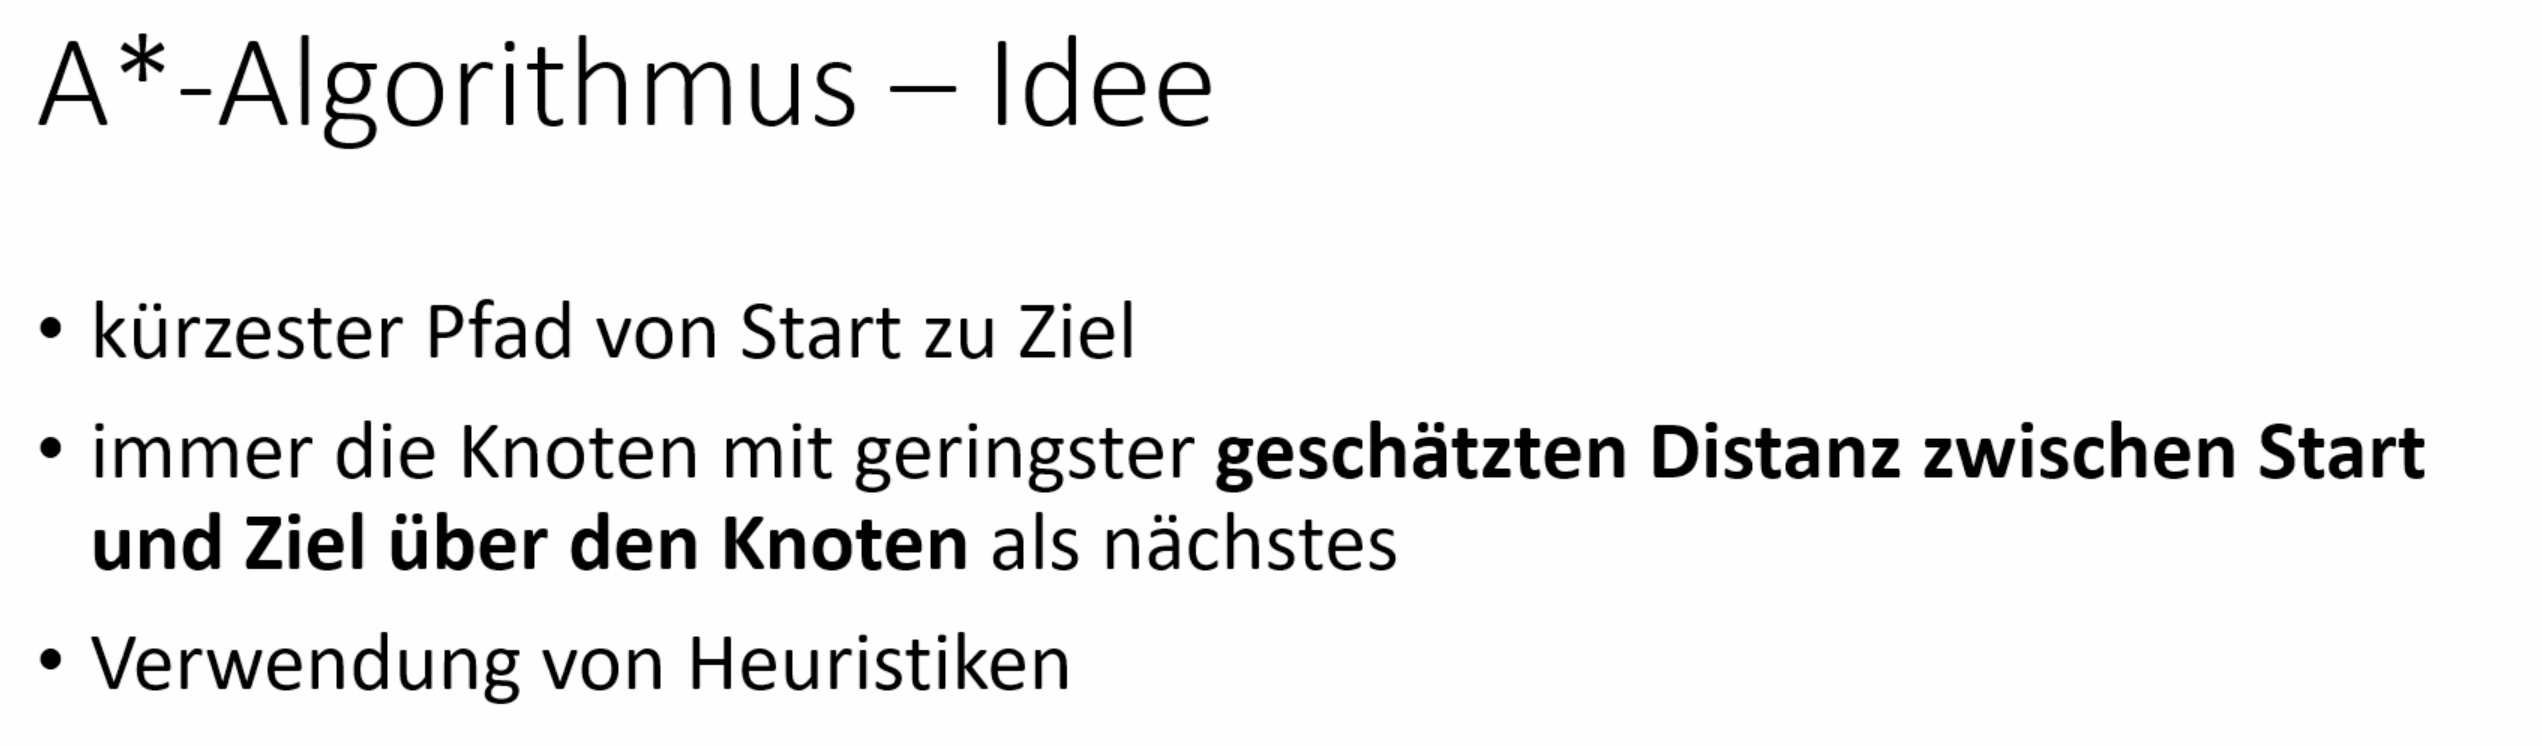 A*-Algorithmus – Idee
• kürzester Pfad von Start zu Ziel
• immer die Knoten mit geringster geschätzten Distanz zwischen Start
und Ziel über den Knoten als nächstes
• Verwendung von Heuristiken